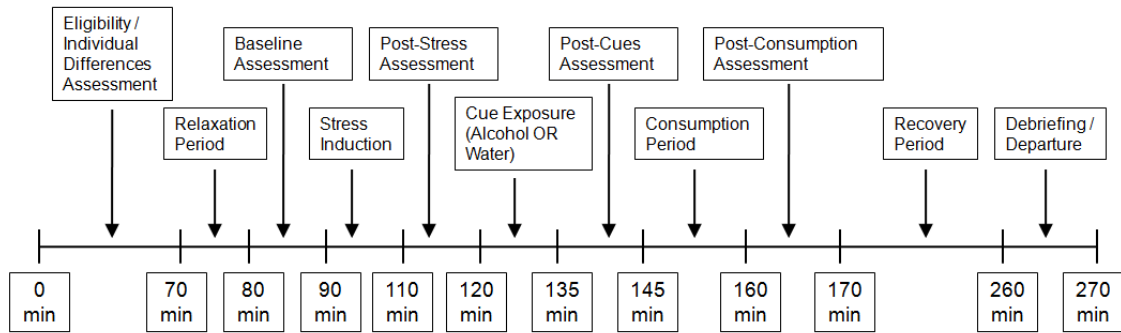 Eligibility /
Individual
Differences
Assessment
Relaxation
Period
Baseline
Assessment
Stress
Induction
Post-Stress
Assessment
Cue Exposure
(Alcohol OR
Water)
Post-Cues
Assessment
Consumption
Period
Post-Consumption
Assessment
Recovery
Period
Debriefing /
Departure
0
min
70
min
80
min
90
min
110
min
120
min
135
min
145
min
160
min
170
min
260
min
270
min